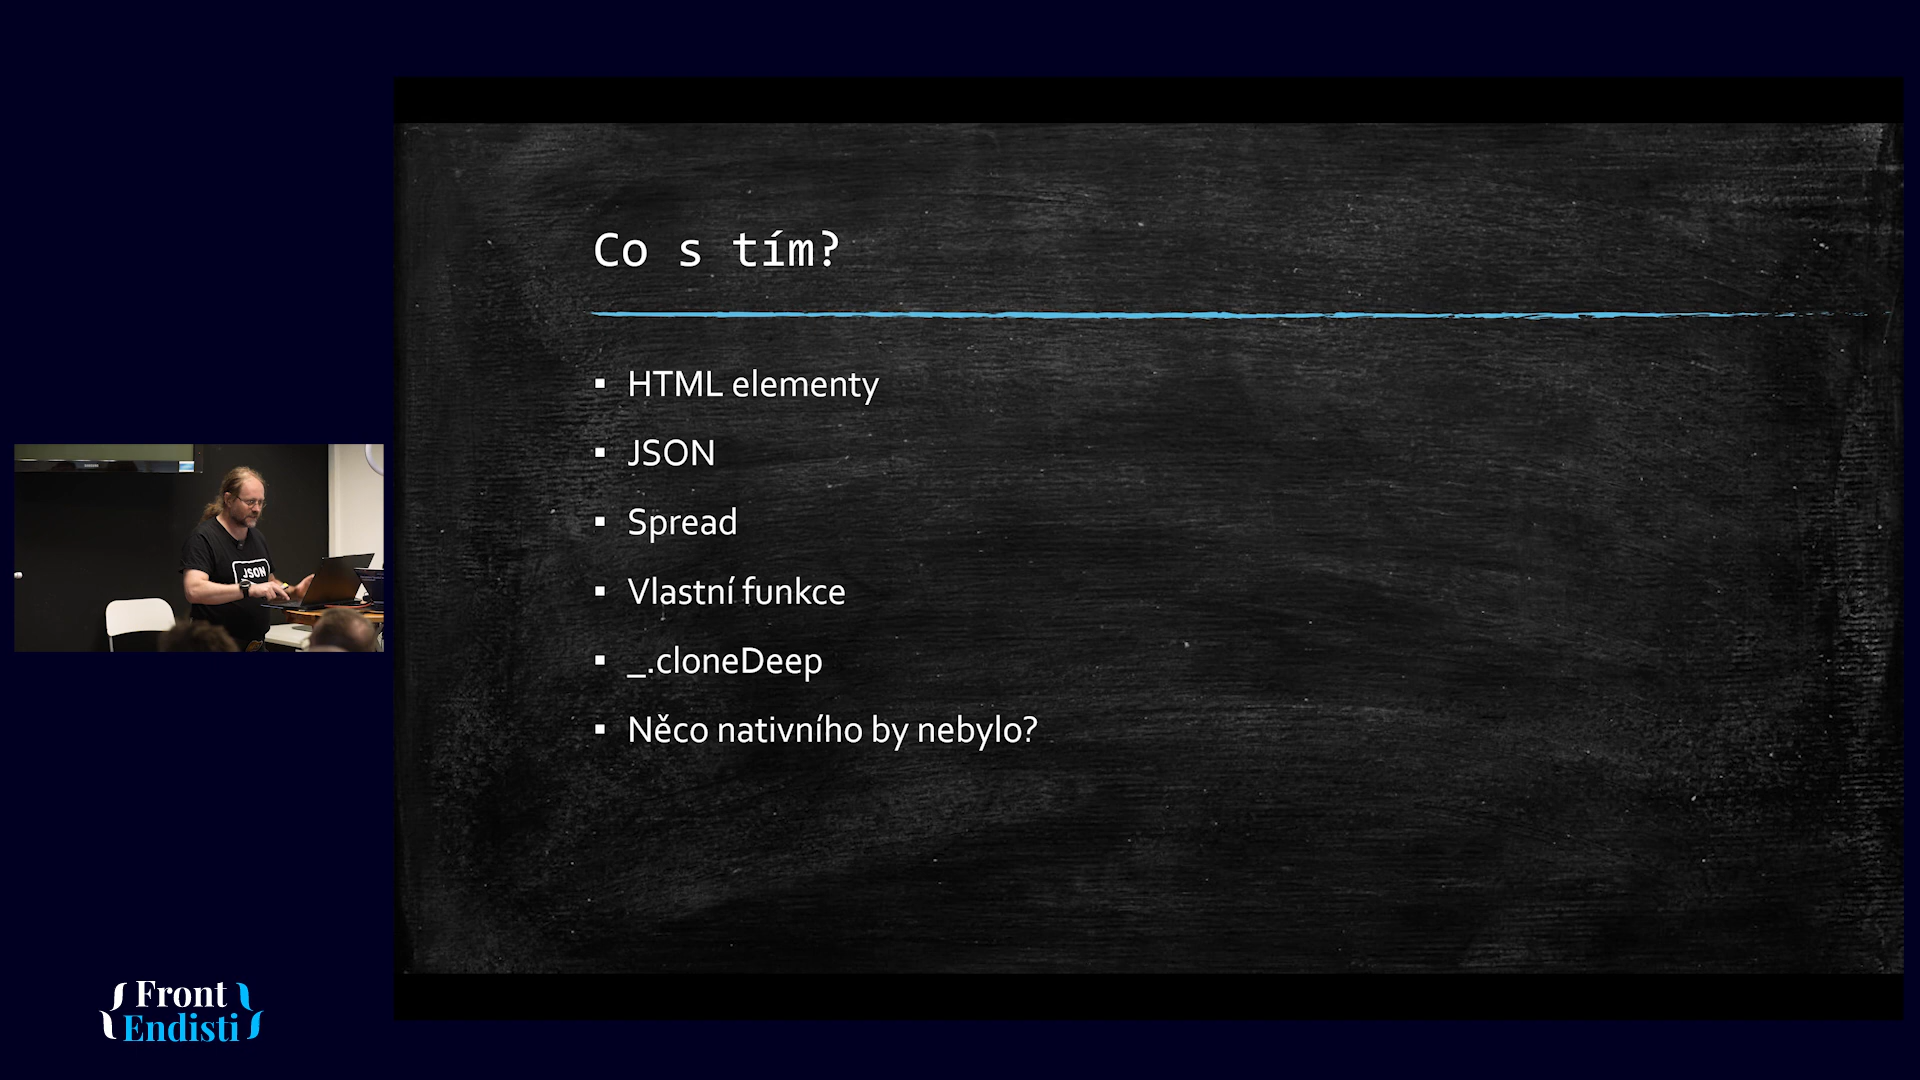 Co s tím?
▪ HTML elementy
▪ JSON
▪ Spread
▪ Vlastní funkce
▪ _.cloneDeep
▪ Něco nativního by nebylo?
JSON
{ Front }
{ Endisti }